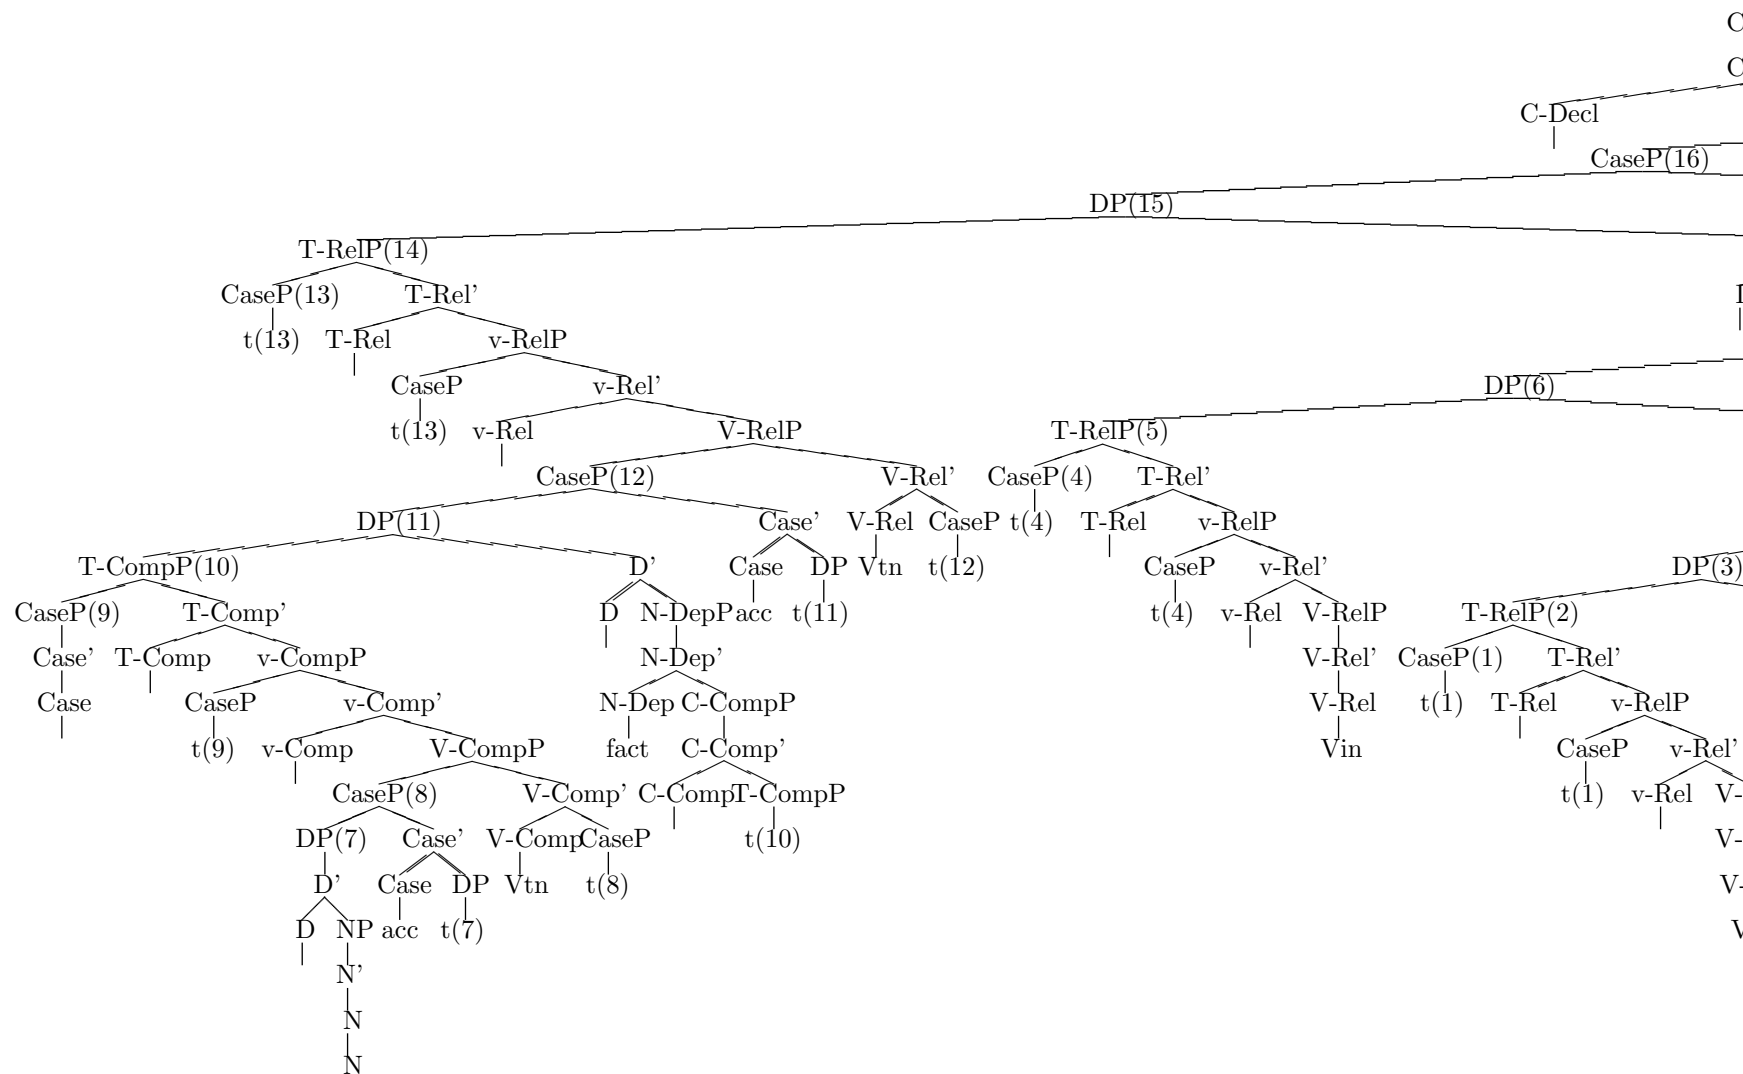 C
C
C-Decl
CaseP(16)
DP(15)
T-RelP(14)
CaseP(13) T-Rel’
t(13) T-Rel v-RelP DP(6)
CaseP v-Rel’
t(13) v-Rel V-RelP T-RelP(5)
CaseP(12) V-Rel’ CaseP(4) T-Rel’
DP(11) Case’ V-Rel CaseP t(4) T-Rel v-RelP
T-CompP(10) D’ Case DP Vtn t(12) CaseP v-Rel’ DP(3)
CaseP(9) T-Comp’ D N-DepP acc t(11) t(4) v-Rel V-RelP T-RelP(2)
Case’ T-Comp v-CompP N-Dep’ V-Rel’ CaseP(1) T-Rel’
Case CaseP v-Comp’ N-Dep C-CompP V-Rel t(1) T-Rel v-RelP
t(9) v-Comp V-CompP fact C-Comp’ Vin CaseP v-Rel’
CaseP(8) V-Comp’ C-Comp T-CompP t(1) v-Rel V-
DP(7) Case’ V-Comp CaseP t(10) V-
D’ Case DP Vtn t(8) V-
D NP acc t(7) V
N’
N
N